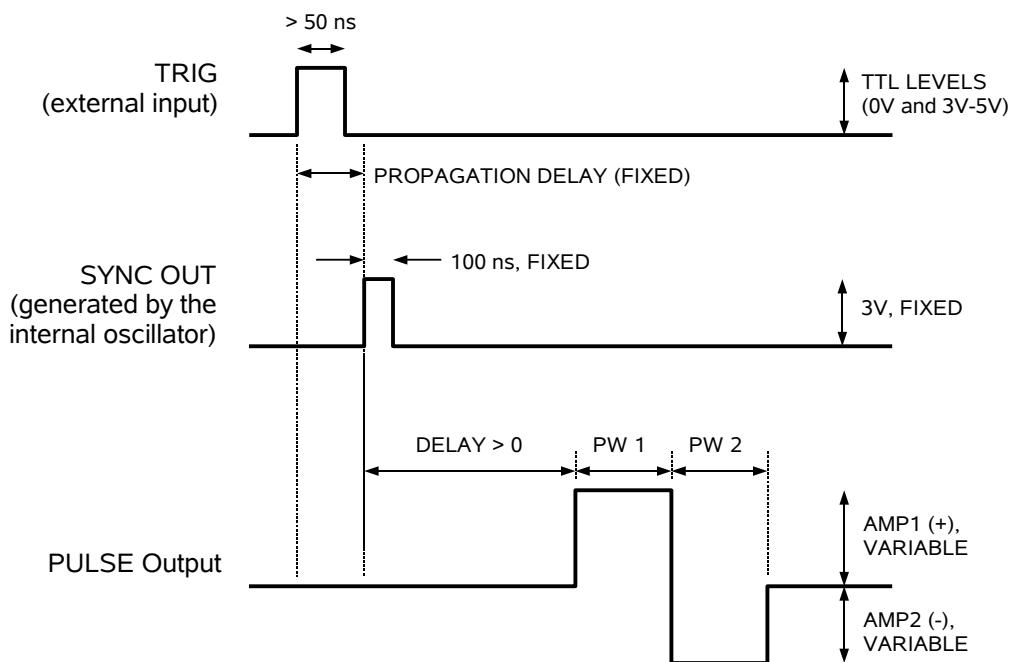 > 50 ns
TRIG
(external input)
TTL LEVELS
(0V and 3V-5V)
PROPAGATION DELAY (FIXED)
100 ns, FIXED
SYNC OUT
(generated by the
internal oscillator)
3V, FIXED
DELAY > 0
PW 1
PW 2
PULSE Output
AMP1 (+),
VARIABLE
AMP2 (-),
VARIABLE